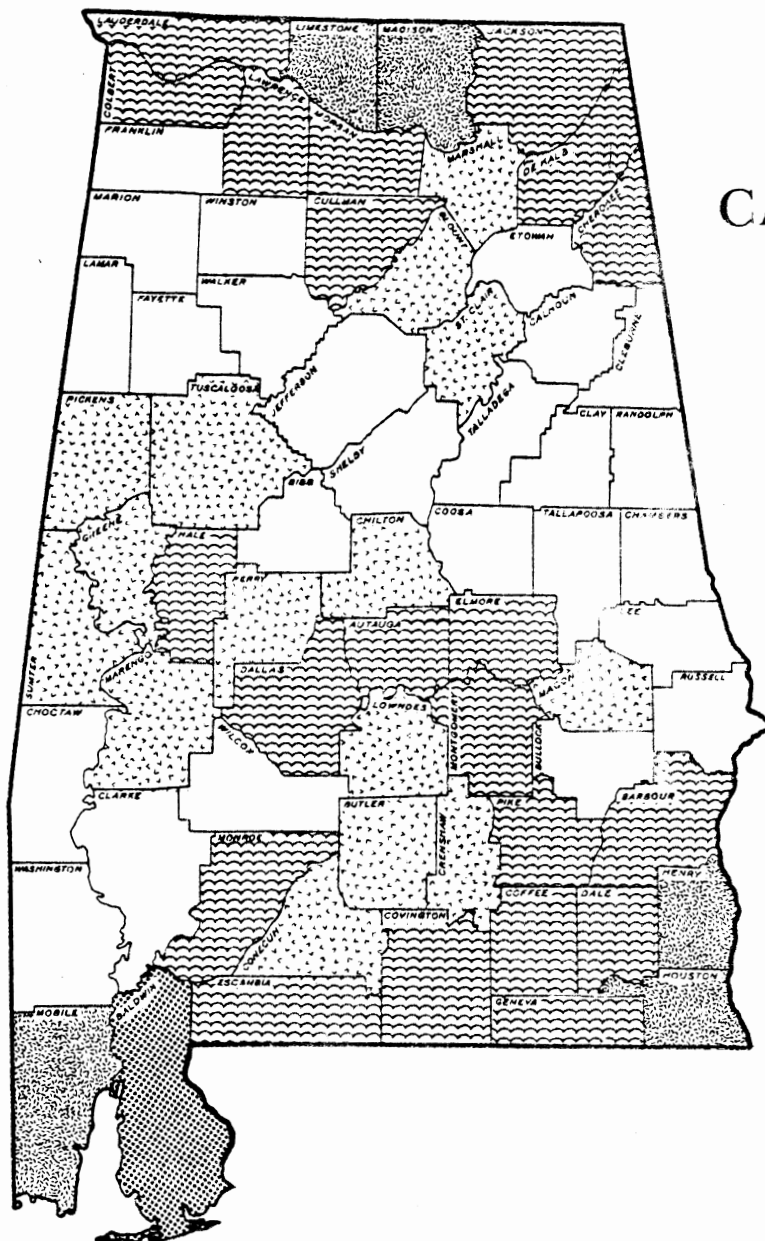 LAUDERDALE
LIMESTONE
MADISON
JACKSON
COLBERT
LAWRENCE
MORGAN
FRANKLIN
MARSHALL
DE KALB
CHEROKEE
MARION
WINSTON
CULLMAN
BLOUNT
ETOWAH
CA
LAMAR
FAYETTE
WALKER
ST. CLAIR
CALHOUN
CLEBURNE
JEFFERSON
PICKENS
TUSCALOOSA
TALLADEGA
CLAY
RANDOLPH
SHELBY
BIBB
GREENE
HALE
CHILTON
COOSA
TALLAPOOSA
CHAMBERS
PERRY
SUMTER
MARENGO
DALLAS
AUTAUGA
ELMORE
LEE
MACON
RUSSELL
CHOCTAW
WILCOX
LOWNDES
MONTGOMERY
BULLOCK
CLARKE
BUTLER
CRENSHAW
PIKE
BARBOUR
MONROE
WASHINGTON
CONECUH
COVINGTON
COFFEE
DALE
HENRY
ESCAMBIA
GENEVA
HOUSTON
MOBILE
BALDWIN